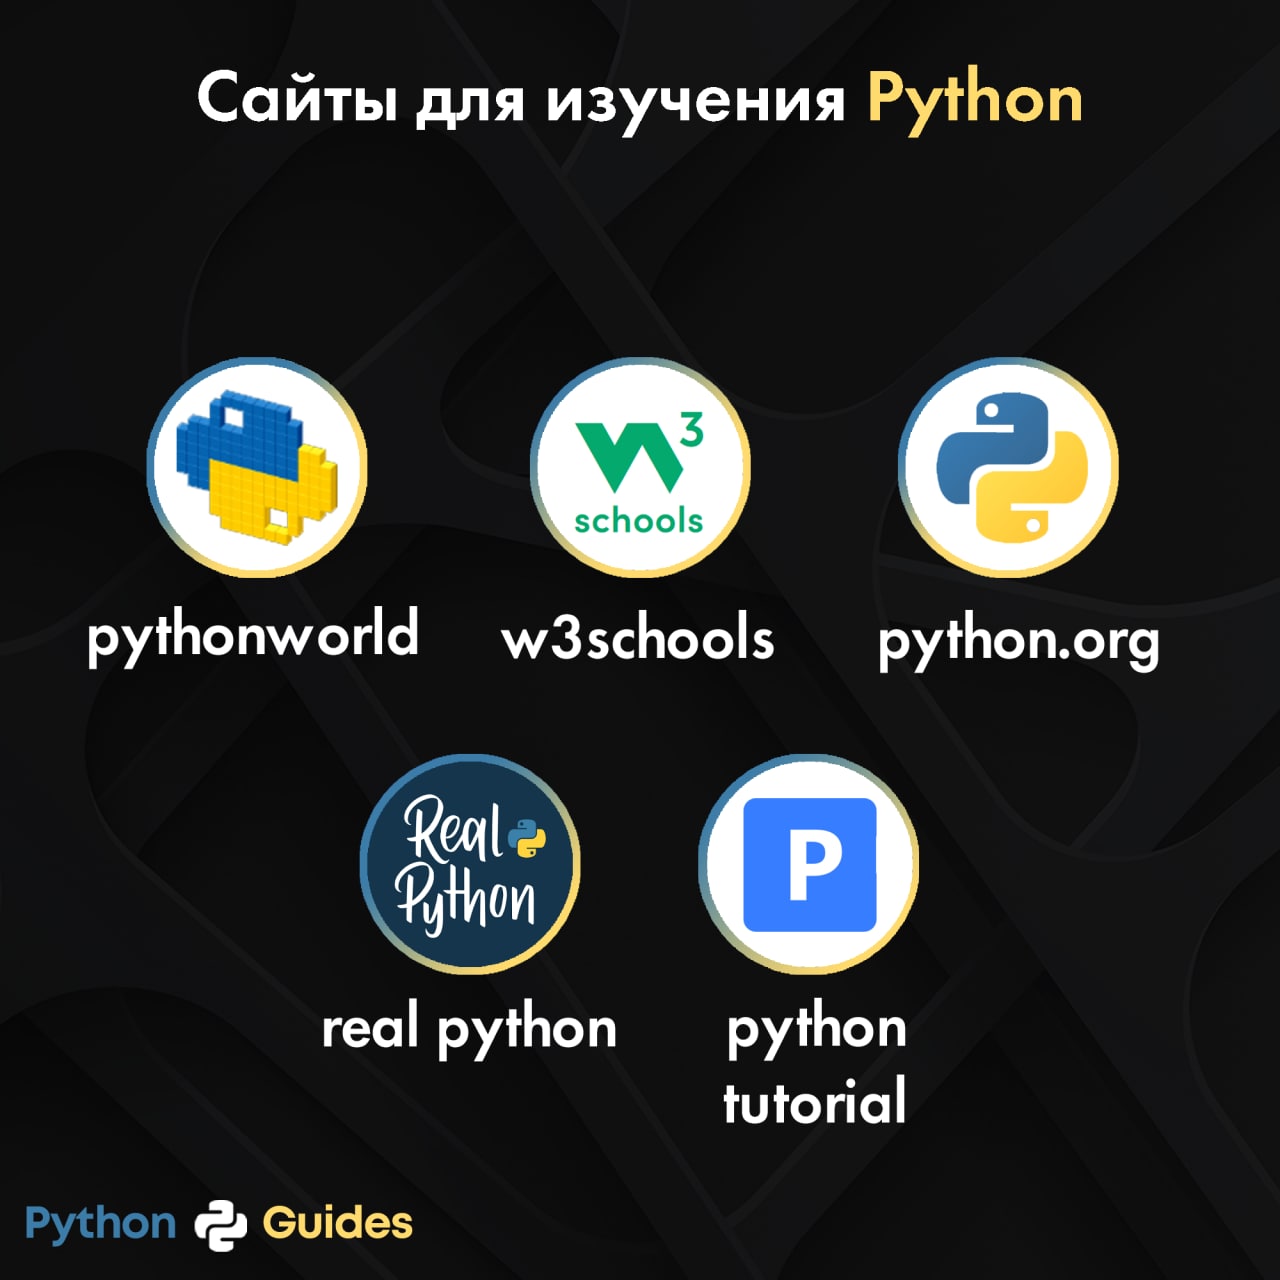 Сайты для изучения Python
W3
schools
pythonworld
w3schools
python.org
Real
Python
P
real python
python
tutorial
Python Guides